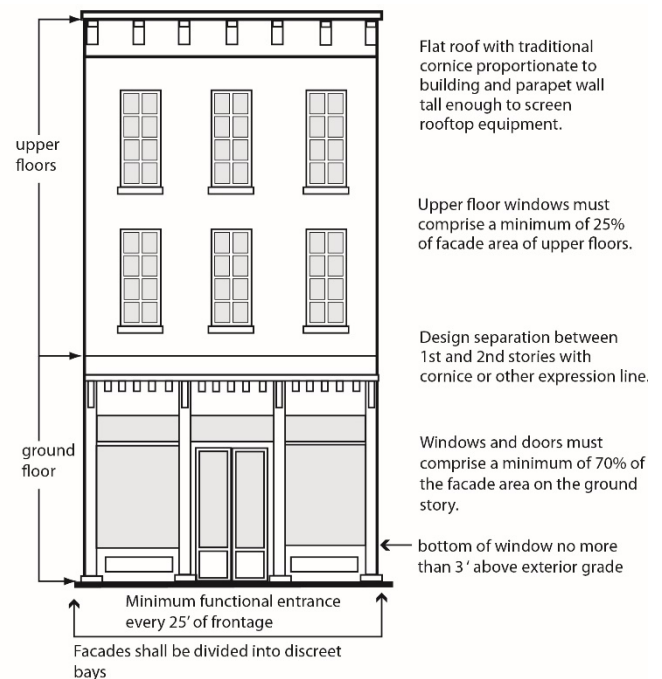 Flat roof with traditional
cornice proportionate to
building and parapet wall
tall enough to screen
rooftop equipment.
upper
floors
Upper floor windows must
comprise a minimum of 25%
of facade area of upper floors.
Design separation between
1st and 2nd stories with
cornice or other expression line.
ground
floor
Windows and doors must
comprise a minimum of 70% of
the facade area on the ground
story.
bottom of window no more
than 3' above exterior grade
Minimum functional entrance
every 25' of frontage
Facades shall be divided into discreet
bays